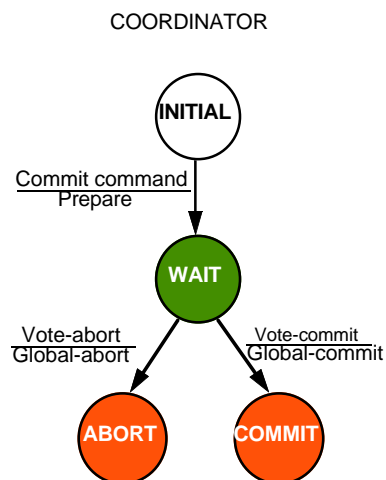 COORDINATOR
INITIAL
Commit command
Prepare
WAIT
Vote-abort
Global-abort
Vote-commit
Global-commit
ABORT
COMMIT